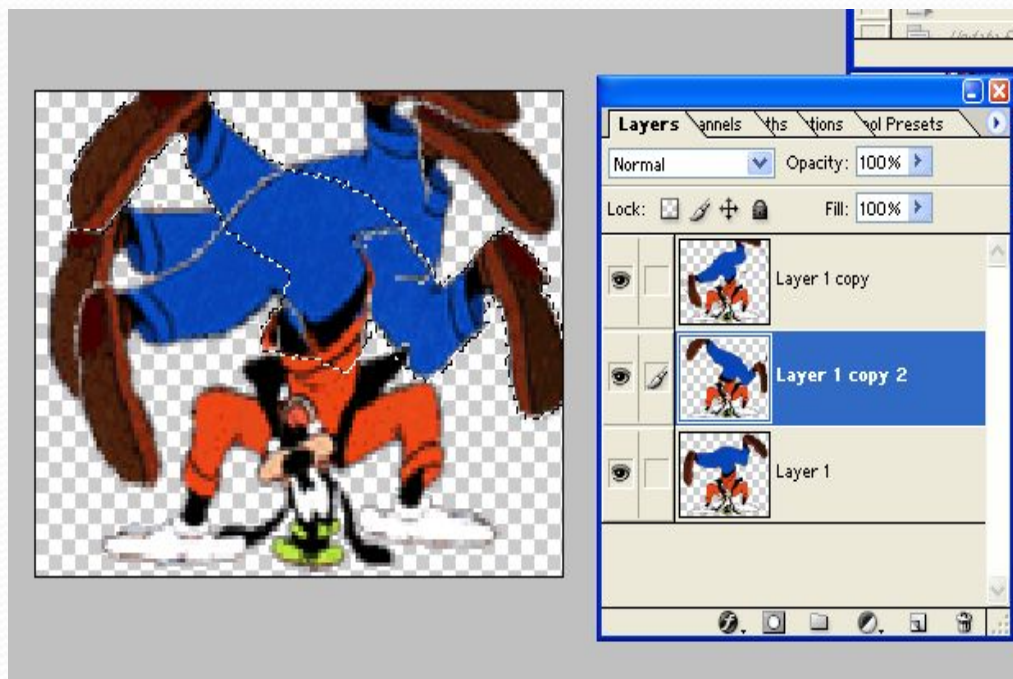 Layers annels ths tions ool Presets
Normal Opacity: 100%
Lock: Fill: 100%
Layer 1 copy
Layer 1 copy 2
Layer 1